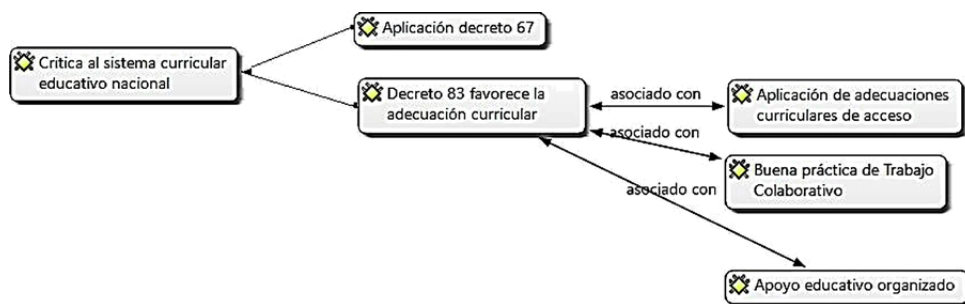 Aplicación decreto 67
Critica al sistema curricular
educativo nacional
Decreto 83 favorece la
adecuación curricular
asociado con
Aplicación de adecuaciones
curriculares de acceso
asociado con
Buena práctica de Trabajo
Colaborativo
asociado con
Apoyo educativo organizado